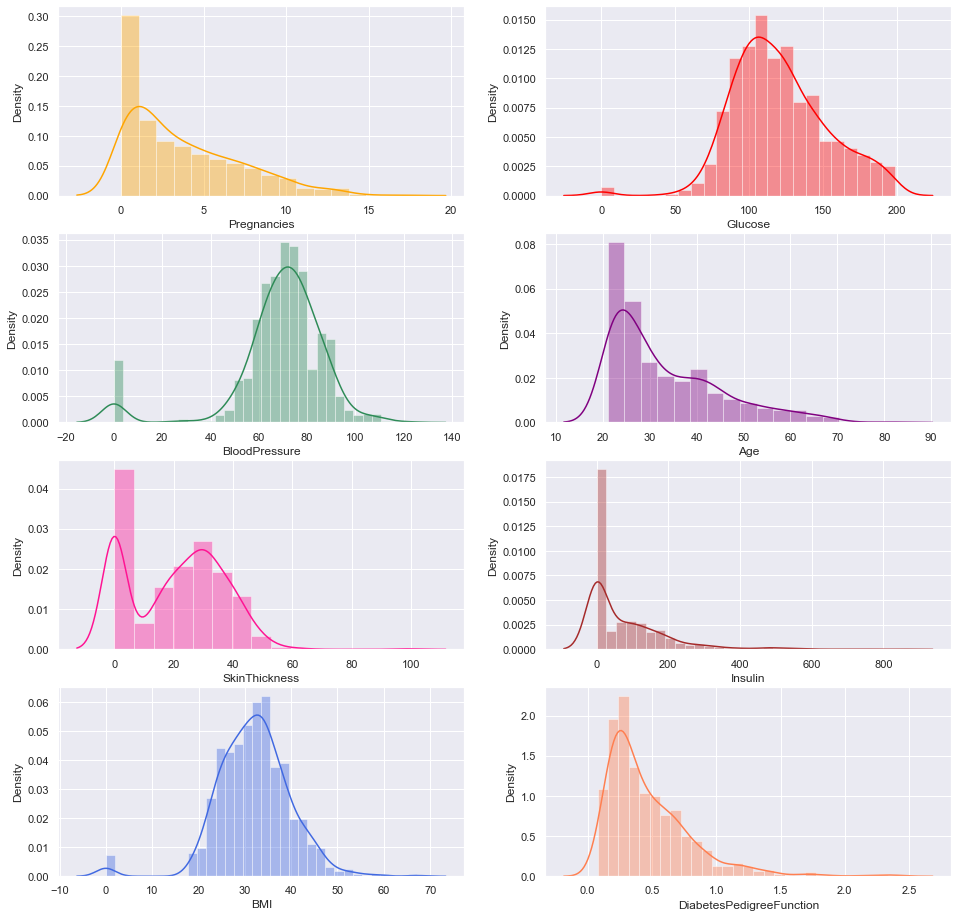 0.30
0.25
0.20
0.15
0.10
0.05
0.00
Density
0 5 10 15 20
Pregnancies
0.0150
0.0125
0.0100
0.0075
0.0050
0.0025
0.0000
Density
0 50 100 150 200
Glucose
0.035
0.030
0.025
0.020
0.015
0.010
0.005
0.000
Density
−20 0 20 40 60 80 100 120 140
BloodPressure
0.08
0.06
0.04
0.02
0.00
Density
10 20 30 40 50 60 70 80 90
Age
0.04
0.03
0.02
0.01
0.00
Density
0 20 40 60 80 100
SkinThickness
0.0175
0.0150
0.0125
0.0100
0.0075
0.0050
0.0025
0.0000
Density
0 200 400 600 800
Insulin
0.06
0.05
0.04
0.03
0.02
0.01
0.00
Density
−10 0 10 20 30 40 50 60 70
BMI
2.0
1.5
1.0
0.5
0.0
Density
0.0 0.5 1.0 1.5 2.0 2.5
DiabetesPedigreeFunction